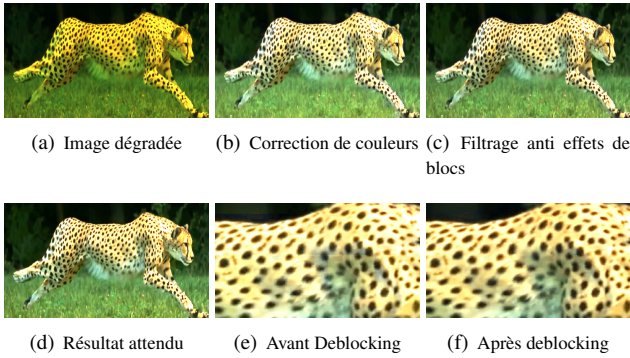 (a) Image dégradée
(b) Correction de couleurs
(c) Filtrage anti effets de
blocs
(d) Résultat attendu
(e) Avant Deblocking
(f) Après deblocking